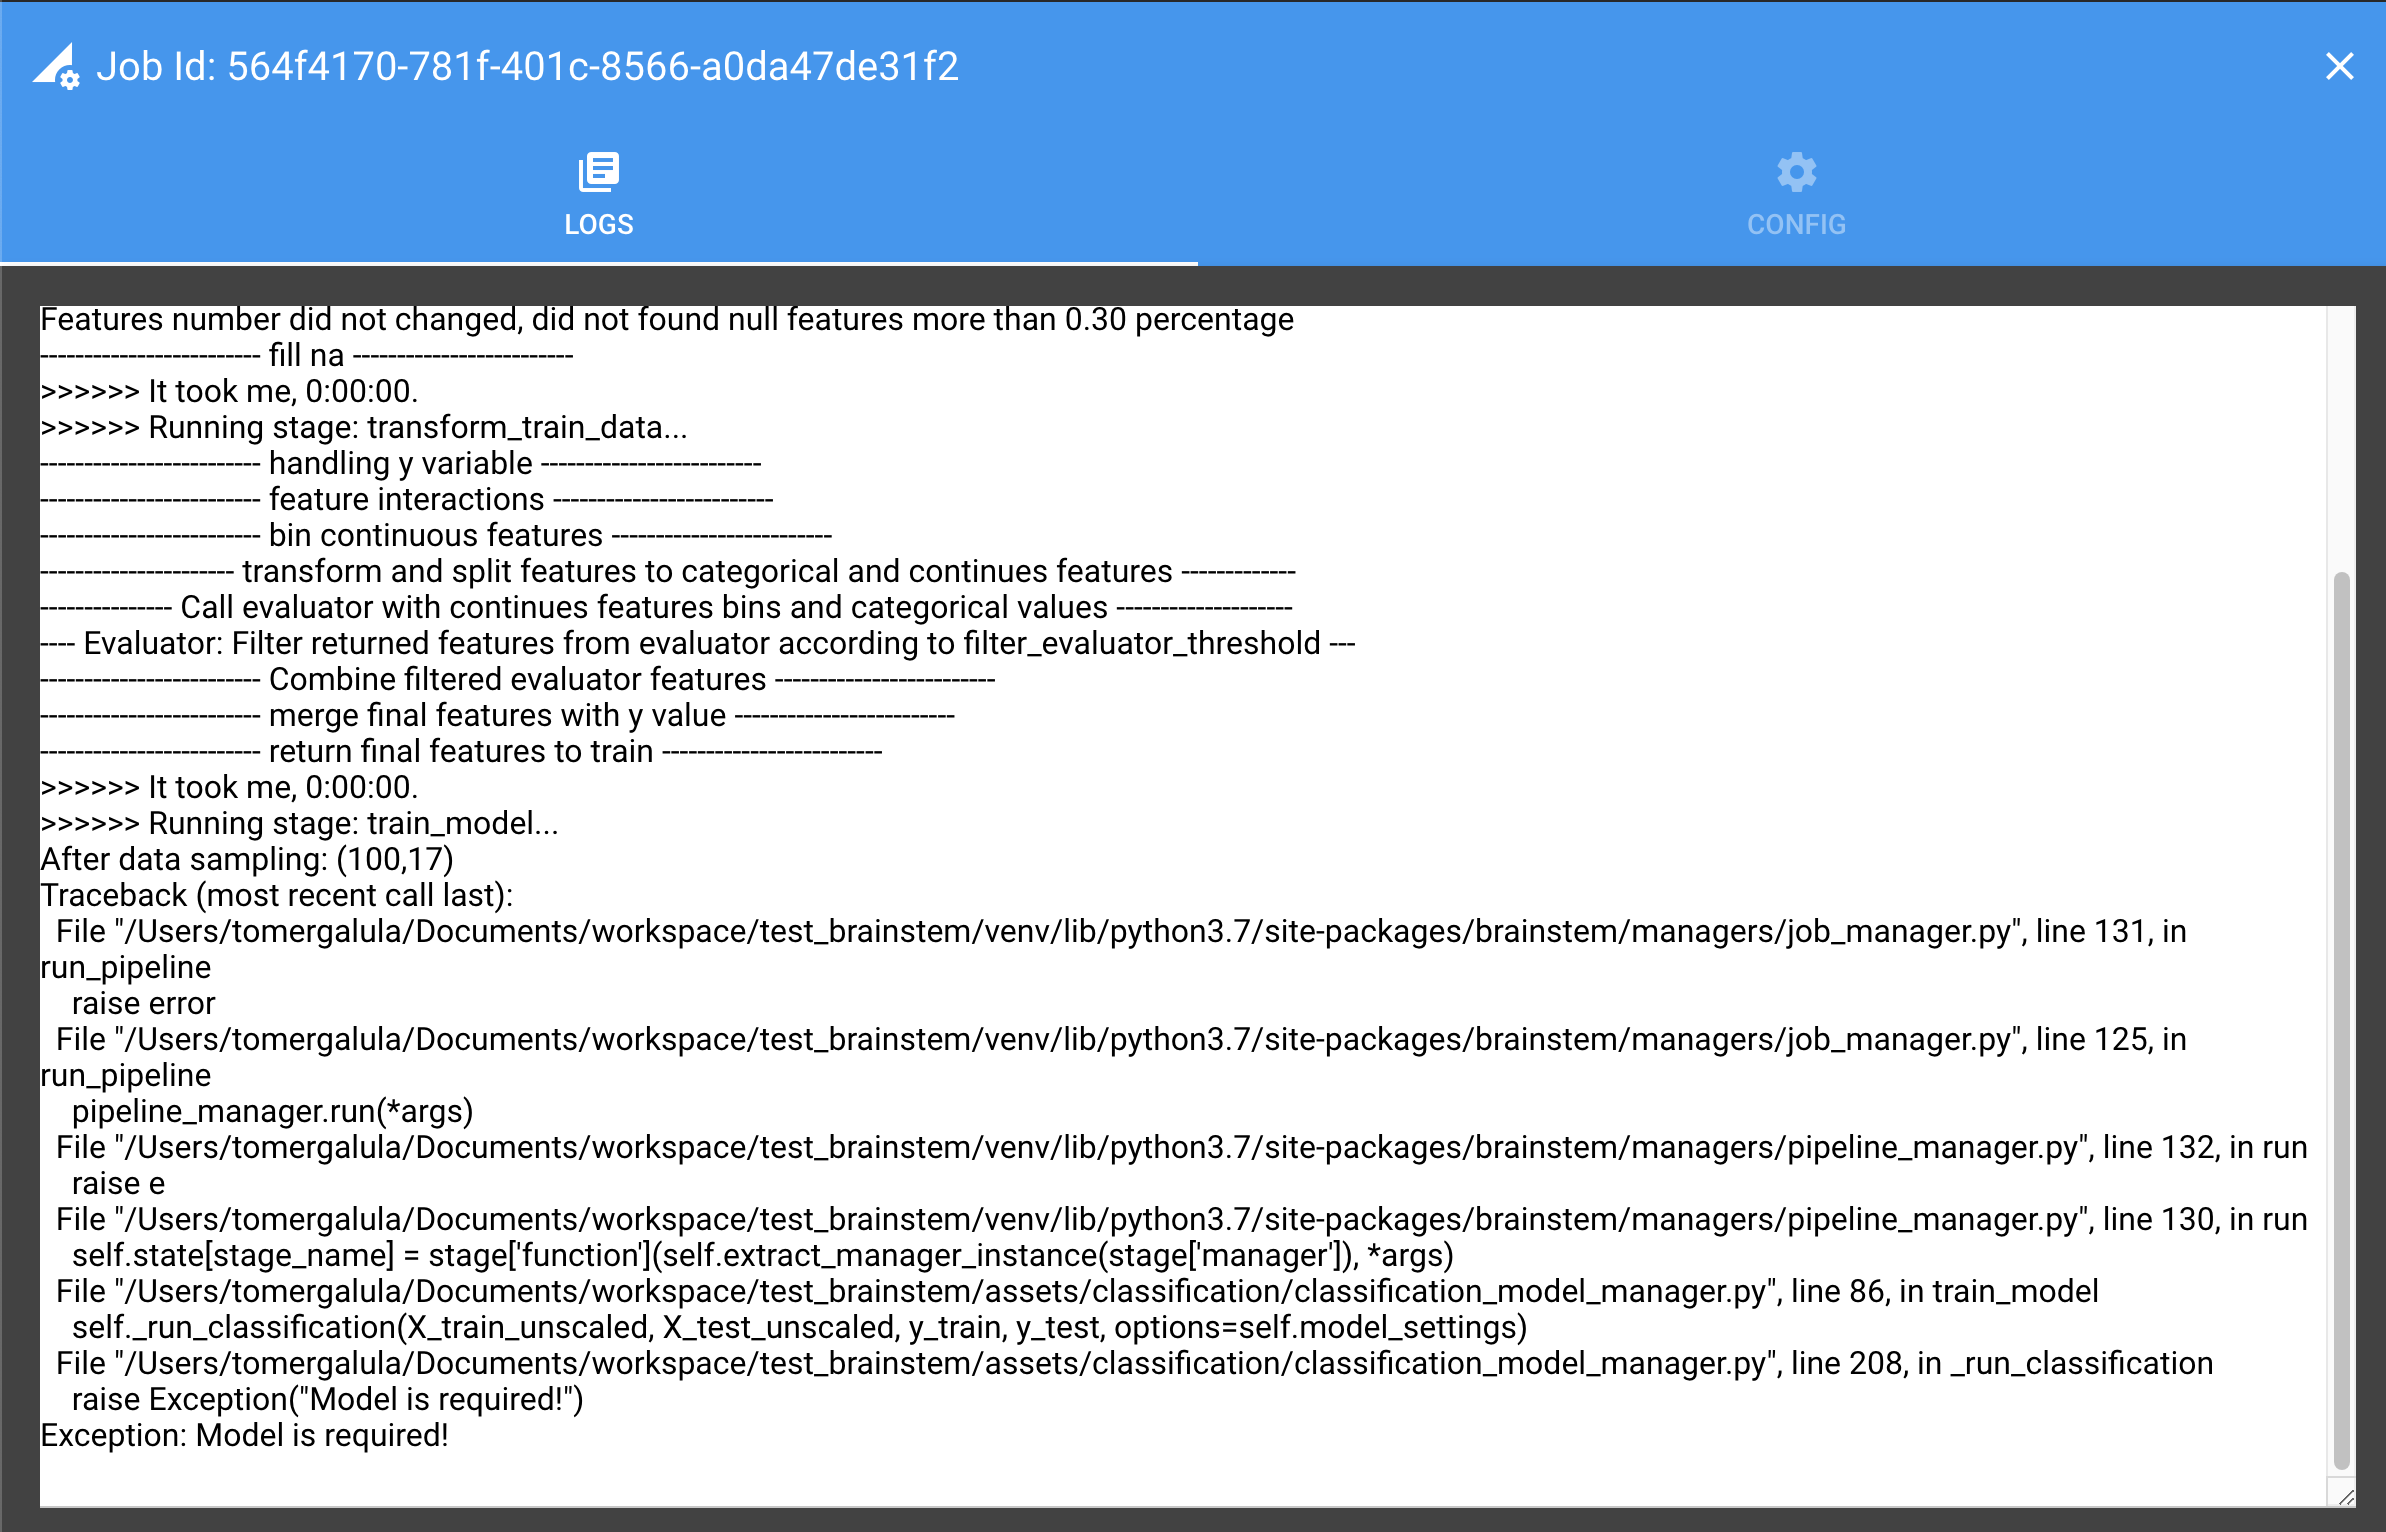 Job Id: 564f4170-781f-401c-8566-a0da47de31f2
LOGS
CONFIG
Features number did not changed, did not found null features more than 0.30 percentage
------------------------- fill na -------------------------
>>>>>> It took me, 0:00:00.
>>>>>> Running stage: transform_train_data...
------------------------- handling y variable -------------------------
------------------------- feature interactions -------------------------
------------------------- bin continuous features -------------------------
---------------------- transform and split features to categorical and continues features -------------
--------------- Call evaluator with continues features bins and categorical values --------------------
---- Evaluator: Filter returned features from evaluator according to filter_evaluator_threshold ---
------------------------- Combine filtered evaluator features -------------------------
------------------------- merge final features with y value -------------------------
------------------------- return final features to train -------------------------
>>>>>> It took me, 0:00:00.
>>>>>> Running stage: train_model...
After data sampling: (100,17)
Traceback (most recent call last):
  File "/Users/tomergalula/Documents/workspace/test_brainstem/venv/lib/python3.7/site-packages/brainstem/managers/job_manager.py", line 131, in
run_pipeline
    raise error
  File "/Users/tomergalula/Documents/workspace/test_brainstem/venv/lib/python3.7/site-packages/brainstem/managers/job_manager.py", line 125, in
run_pipeline
    pipeline_manager.run(*args)
  File "/Users/tomergalula/Documents/workspace/test_brainstem/venv/lib/python3.7/site-packages/brainstem/managers/pipeline_manager.py", line 132, in run
    raise e
  File "/Users/tomergalula/Documents/workspace/test_brainstem/venv/lib/python3.7/site-packages/brainstem/managers/pipeline_manager.py", line 130, in run
    self.state[stage_name] = stage['function'](self.extract_manager_instance(stage['manager']), *args)
  File "/Users/tomergalula/Documents/workspace/test_brainstem/assets/classification/classification_model_manager.py", line 86, in train_model
    self._run_classification(X_train_unscaled, X_test_unscaled, y_train, y_test, options=self.model_settings)
  File "/Users/tomergalula/Documents/workspace/test_brainstem/assets/classification/classification_model_manager.py", line 208, in _run_classification
    raise Exception("Model is required!")
Exception: Model is required!